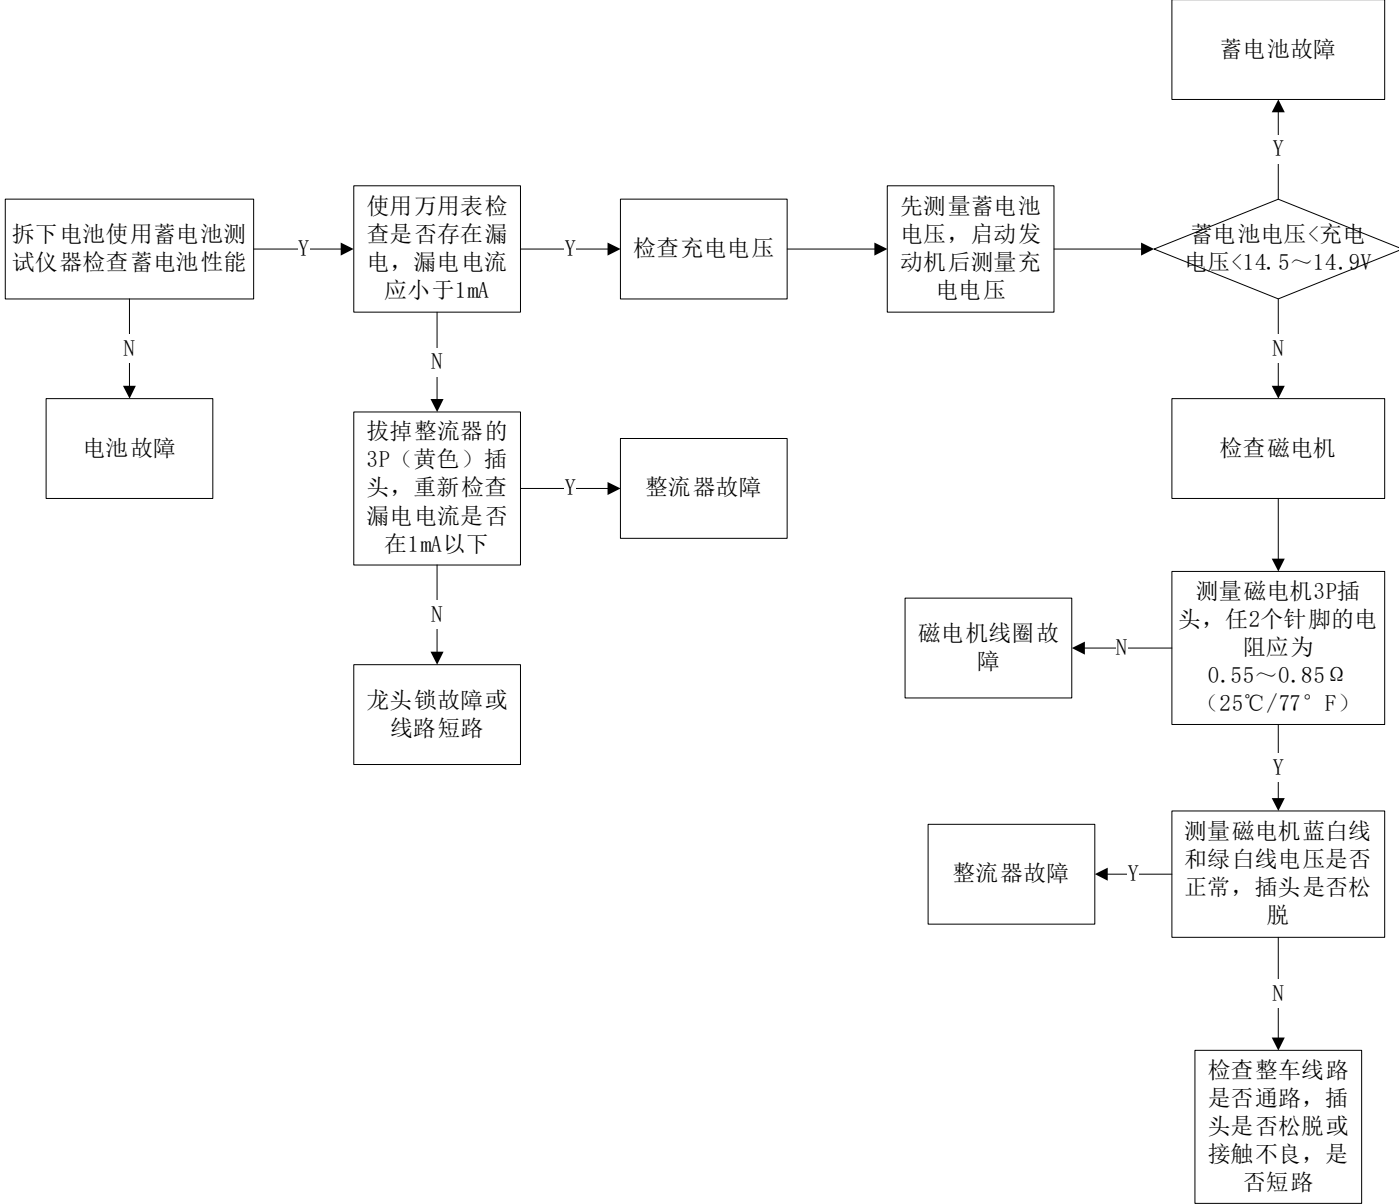 蓄电池故障
Y
拆下电池使用蓄电池测
试仪器检查蓄电池性能
Y
使用万用表检
查是否存在漏
电，漏电电流
应小于1mA
Y
检查充电电压
先测量蓄电池
电压，启动发
动机后测量充
电电压
蓄电池电压<充电
电压<14.5～14.9V
N
电池故障
N
拔掉整流器的
3P（黄色）插
头，重新检查
漏电电流是否
在1mA以下
Y
整流器故障
N
龙头锁故障或
线路短路
N
检查磁电机
测量磁电机3P插
头，任2个针脚的电
阻应为
0.55～0.85Ω
（25℃/77°F）
N
磁电机线圈故
障
Y
测量磁电机蓝白线
和绿白线电压是否
正常，插头是否松
脱
Y
整流器故障
N
检查整车线路
是否通路，插
头是否松脱或
接触不良，是
否短路